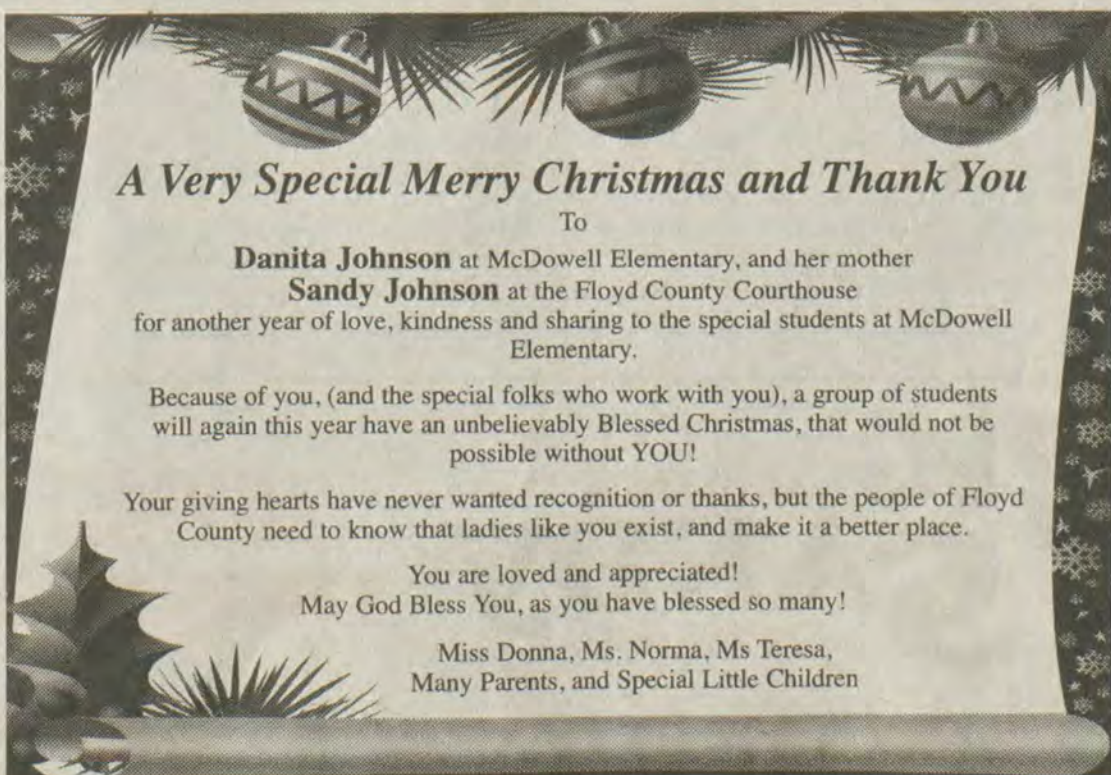 A Very Special Merry Christmas and Thank You
To
Danita Johnson at McDowell Elementary, and her mother
Sandy Johnson at the Floyd County Courthouse
for another year of love, kindness and sharing to the special students at McDowell
Elementary.
Because of you, (and the special folks who work with you), a group of students
will again this year have an unbelievably Blessed Christmas, that would not be
possible without YOU!
Your giving hearts have never wanted recognition or thanks, but the people of Floyd
County need to know that ladies like you exist, and make it a better place.
You are loved and appreciated!
May God Bless You, as you have blessed so many!
Miss Donna, Ms. Norma, Ms Teresa,
Many Parents, and Special Little Children